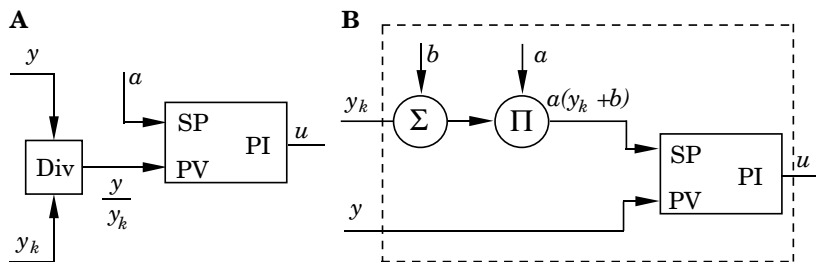 A
y
a
SP
PI
u
Div
PV
y
y_k
y_k
B
b
a
y_k
Σ
Π
a(y_k +b)
SP
PI
u
y
PV